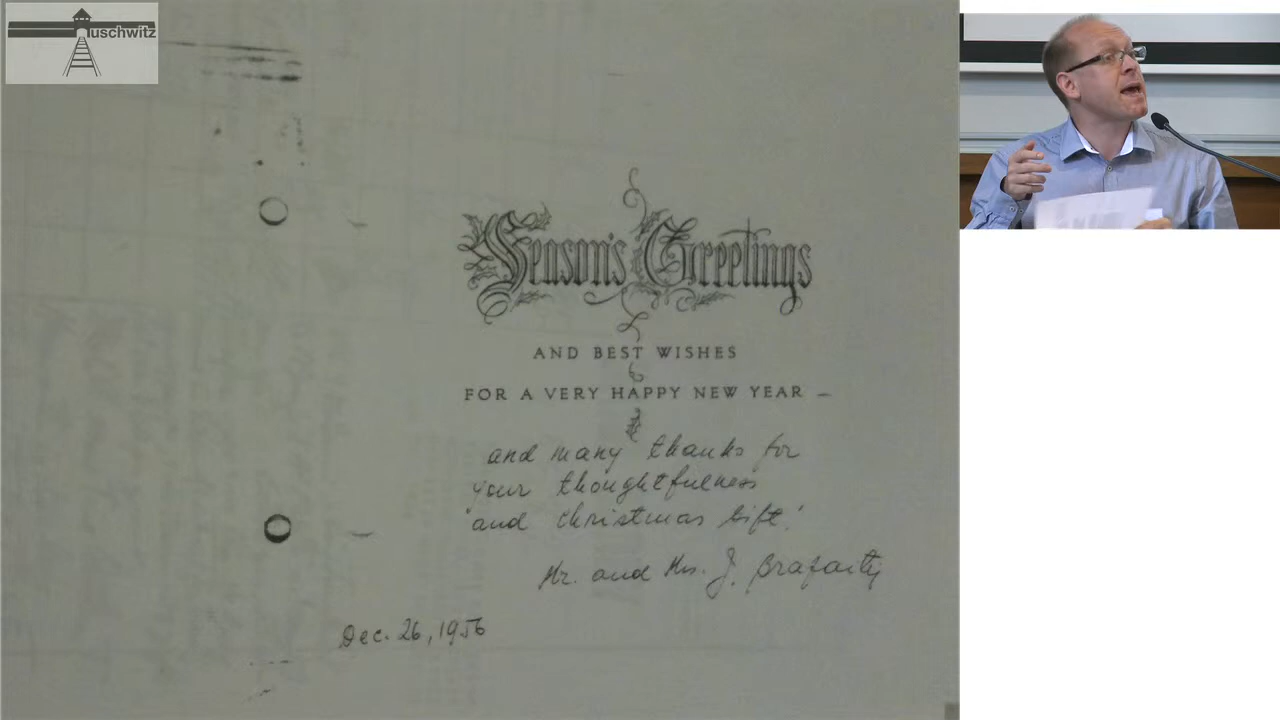 Auschwitz
Season's Greetings
AND BEST WISHES
FOR A VERY HAPPY NEW YEAR –
and many thanks for
your thoughtfulness
and christmas Gift!
Mr. and Mrs. J.
Dec. 26, 1956